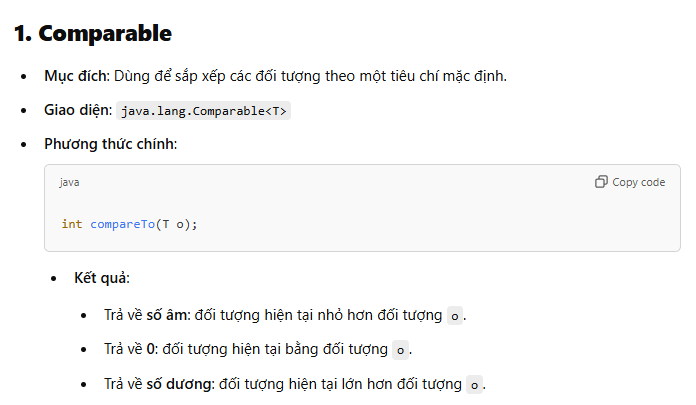 1. Comparable
• Mục đích: Dùng để sắp xếp các đối tượng theo một tiêu chí mặc định.
• Giao diện: java.lang.Comparable<T>
• Phương thức chính:
java Copy code
int compareTo(T o);
• Kết quả:
• Trả về số âm: đối tượng hiện tại nhỏ hơn đối tượng o.
• Trả về 0: đối tượng hiện tại bằng đối tượng o.
• Trả về số dương: đối tượng hiện tại lớn hơn đối tượng o.